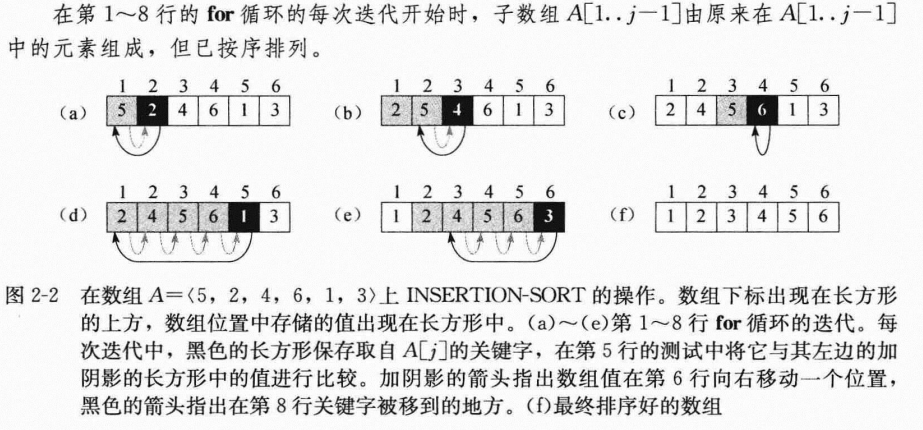 在第 1～8 行的 for 循环的每次迭代开始时，子数组 A[1..j-1]由原来在 A[1..j-1]
中的元素组成，但已按序排列。
1 2 3 4 5 6
(a) 5 2 4 6 1 3
1 2 3 4 5 6
(b) 2 5 4 6 1 3
1 2 3 4 5 6
(c) 2 4 5 6 1 3
1 2 3 4 5 6
(d) 2 4 5 6 1 3
1 2 3 4 5 6
(e) 1 2 4 5 6 3
1 2 3 4 5 6
(f) 1 2 3 4 5 6
图 2-2 在数组 A=〈5，2，4，6，1，3〉上 INSERTION-SORT 的操作。数组下标出现在长方形
的上方，数组位置中存储的值出现在长方形中。(a)～(e)第 1～8 行 for 循环的迭代。每
次迭代中，黑色的长方形保存取自 A[j]的关键字，在第 5 行的测试中将它与其左边的加
阴影的长方形中的值进行比较。加阴影的箭头指出数组值在第 6 行向右移动一个位置，
黑色的箭头指出在第 8 行关键字被移到的地方。(f)最终排序好的数组